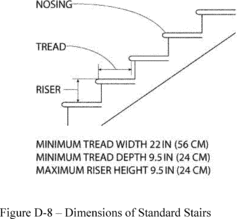 NOSING
TREAD
RISER
MINIMUM TREAD WIDTH 22 IN (56 CM)
MINIMUM TREAD DEPTH 9.5 IN (24 CM)
MAXIMUM RISER HEIGHT 9.5 IN (24 CM)
Figure D-8 – Dimensions of Standard Stairs